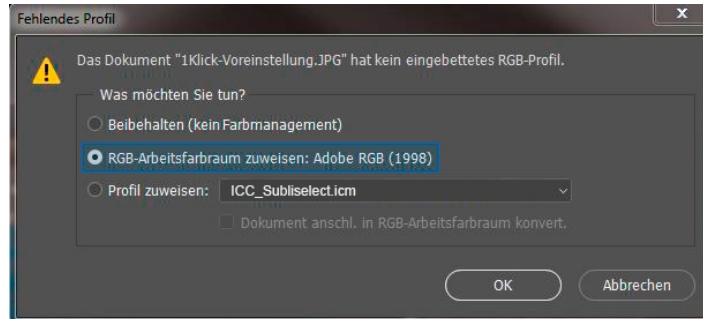 Fehlendes Profil
x
Das Dokument "1Klick-Voreinstellung.JPG" hat kein eingebettetes RGB-Profil.
Was möchten Sie tun?
Beibehalten (kein Farbmanagement)
RGB-Arbeitsfarbraum zuweisen: Adobe RGB (1998)
Profil zuweisen: ICC_Subliselect.icm
Dokument anschl. in RGB-Arbeitsfarbraum konvert.
OK Abbrechen